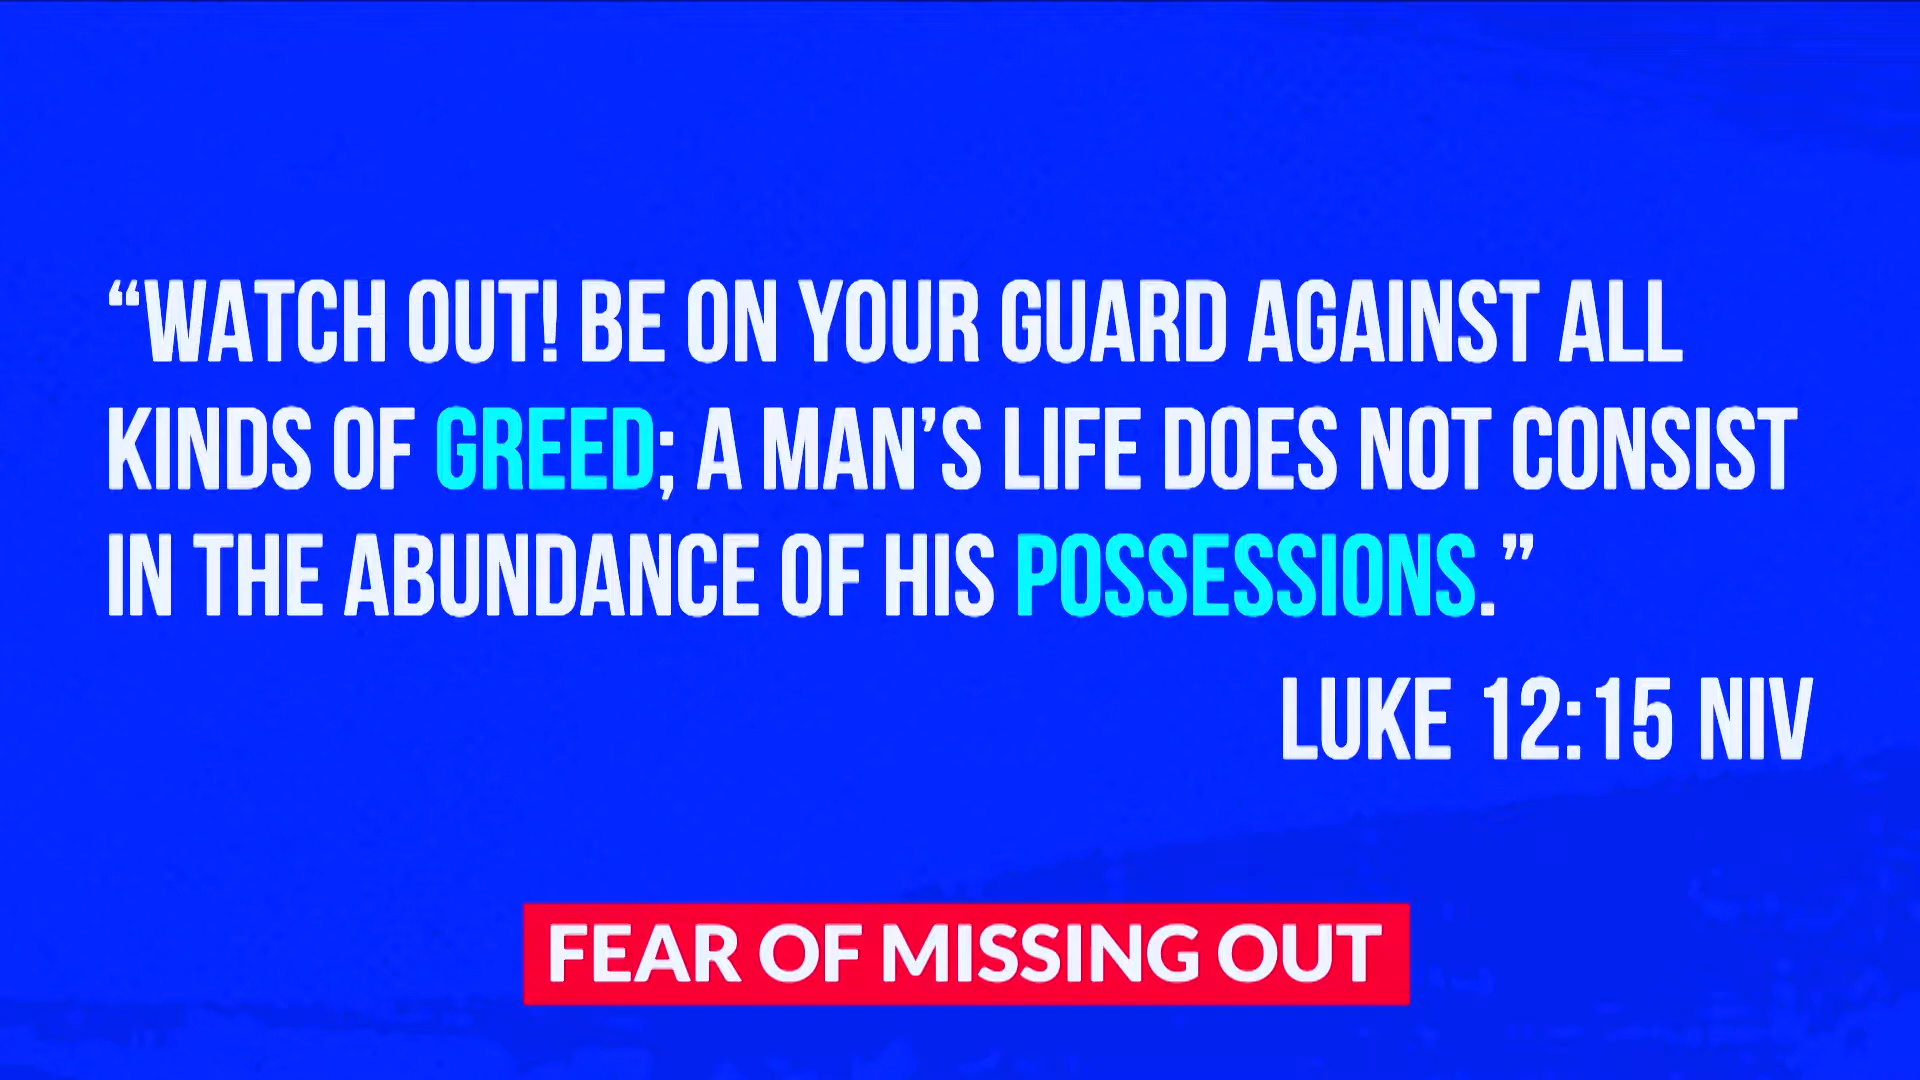 “WATCH OUT! BE ON YOUR GUARD AGAINST ALL
KINDS OF GREED; A MAN’S LIFE DOES NOT CONSIST
IN THE ABUNDANCE OF HIS POSSESSIONS.”
LUKE 12:15 NIV
FEAR OF MISSING OUT